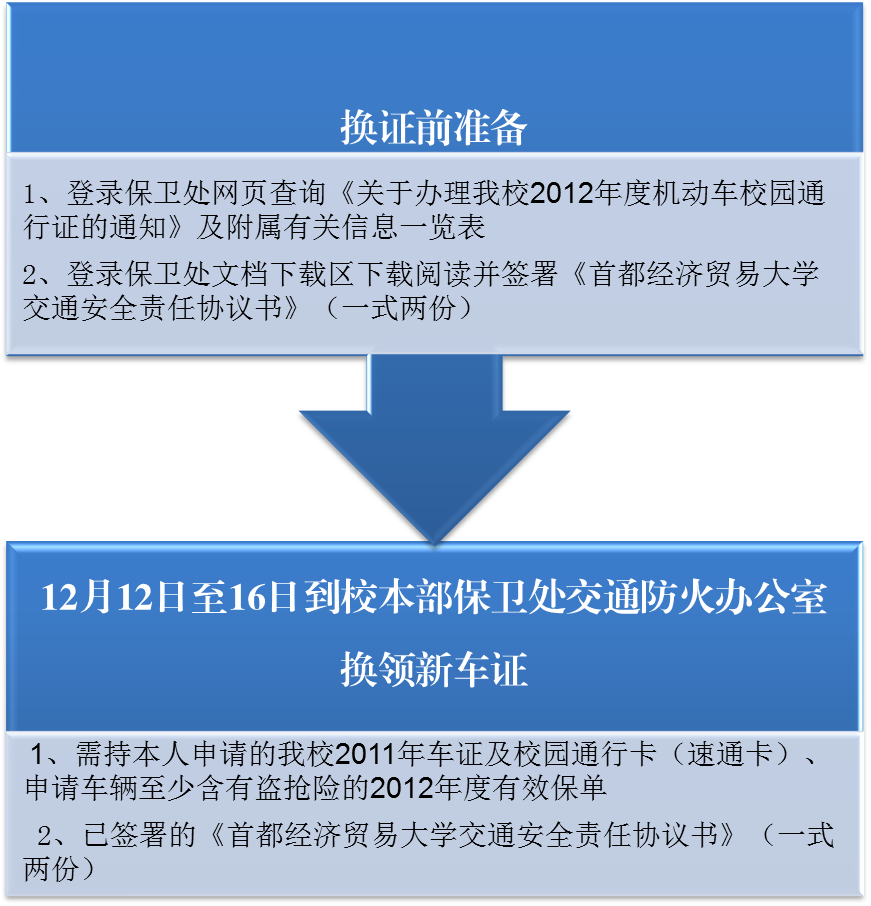 换证前准备
1、登录保卫处网页查询《关于办理我校2012年度机动车校园通
行证的通知》及附属有关信息一览表
2、登录保卫处文档下载区下载阅读并签署《首都经济贸易大学
交通安全责任协议书》（一式两份）
12月12日至16日到校本部保卫处交通防火办公室
换领新车证
1、需持本人申请的我校2011年车证及校园通行卡（速通卡）、
申请车辆至少含有盗抢险的2012年度有效保单
2、已签署的《首都经济贸易大学交通安全责任协议书》（一式
两份）